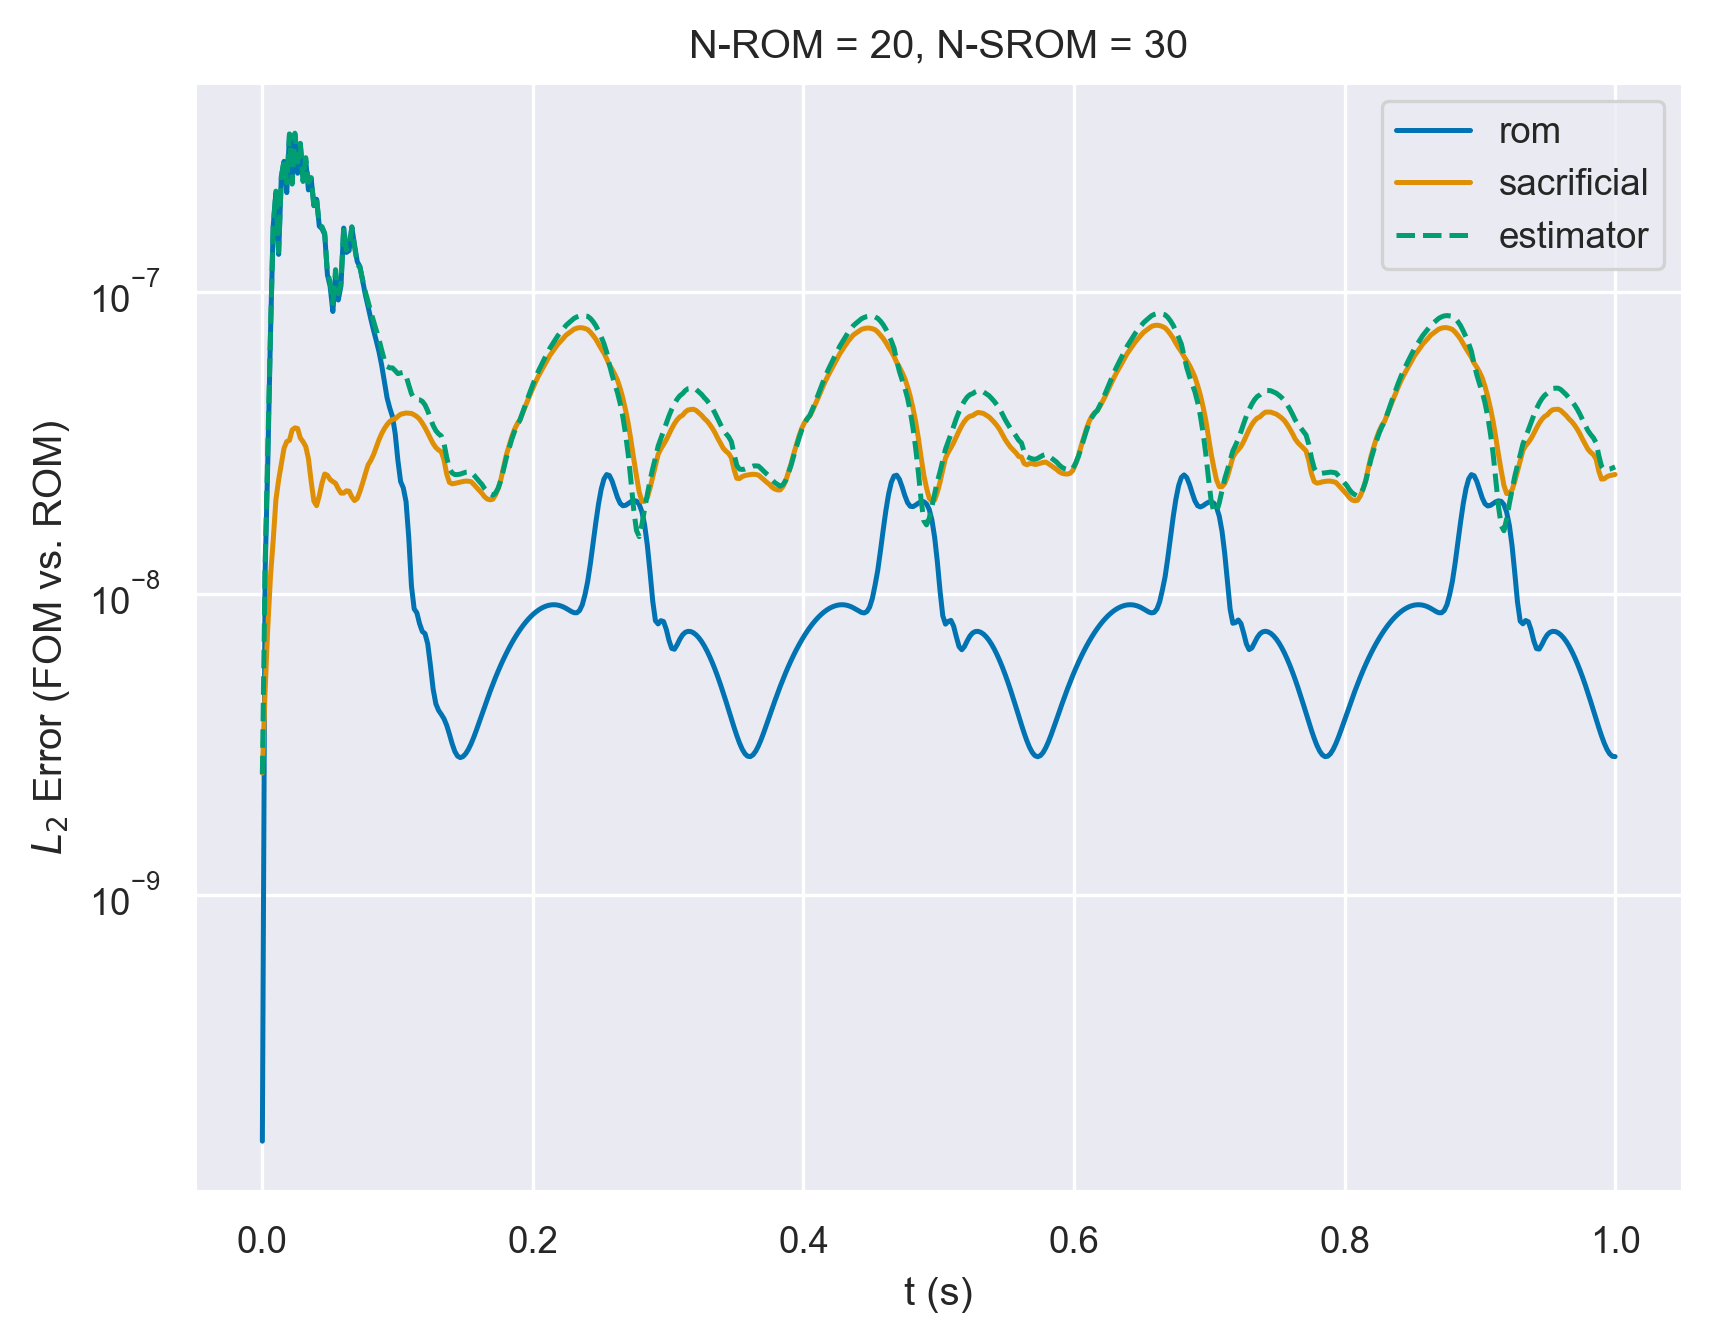 N-ROM = 20, N-SROM = 30
rom
sacrificial
estimator
L₂ Error (FOM vs. ROM)
10⁻⁷
10⁻⁸
10⁻⁹
0.0 0.2 0.4 0.6 0.8 1.0
t (s)